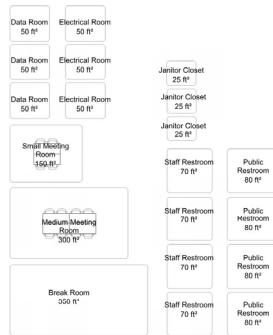 Data Room
50 ft²
Electrical Room
50 ft²
Data Room
50 ft²
Electrical Room
50 ft²
Data Room
50 ft²
Electrical Room
50 ft²
Janitor Closet
25 ft²
Janitor Closet
25 ft²
Janitor Closet
25 ft²
Small Meeting
Room
150 ft²
Medium Meeting
Room
300 ft²
Break Room
350 ft²
Staff Restroom
70 ft²
Public
Restroom
80 ft²
Staff Restroom
70 ft²
Public
Restroom
80 ft²
Staff Restroom
70 ft²
Public
Restroom
80 ft²
Staff Restroom
70 ft²
Public
Restroom
80 ft²